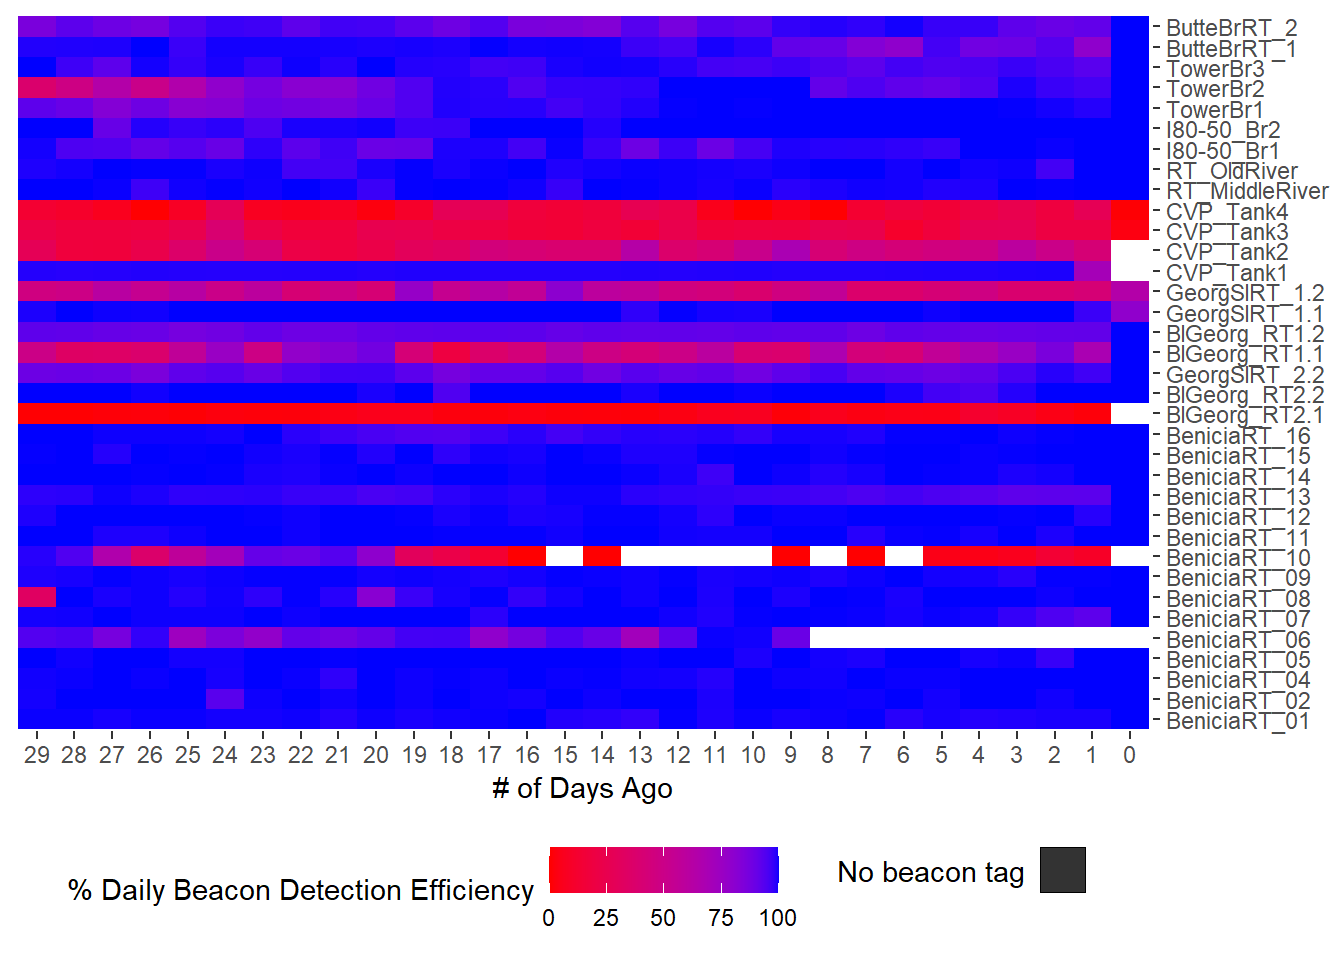 ButteBrRT_2
ButteBrRT_1
TowerBr3
TowerBr2
TowerBr1
I80-50_Br2
I80-50_Br1
RT_OldRiver
RT_MiddleRiver
CVP_Tank4
CVP_Tank3
CVP_Tank2
CVP_Tank1
GeorgSlRT_1.2
GeorgSlRT_1.1
BlGeorg_RT1.2
BlGeorg_RT1.1
GeorgSlRT_2.2
BlGeorg_RT2.2
BlGeorg_RT2.1
BeniciaRT_16
BeniciaRT_15
BeniciaRT_14
BeniciaRT_13
BeniciaRT_12
BeniciaRT_11
BeniciaRT_10
BeniciaRT_09
BeniciaRT_08
BeniciaRT_07
BeniciaRT_06
BeniciaRT_05
BeniciaRT_04
BeniciaRT_02
BeniciaRT_01
29 28 27 26 25 24 23 22 21 20 19 18 17 16 15 14 13 12 11 10 9 8 7 6 5 4 3 2 1 0
# of Days Ago
% Daily Beacon Detection Efficiency
0 25 50 75 100
No beacon tag